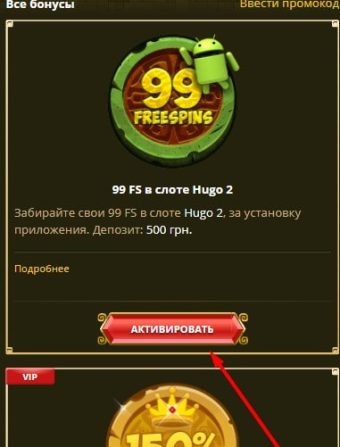 Все бонусы
Ввести промокод
99
FREESPINS
99 FS в слоте Hugo 2
Забирайте свои 99 FS в слоте Hugo 2, за установку
приложения. Депозит: 500 грн.
Подробнее
АКТИВИРОВАТЬ
VIP
150%